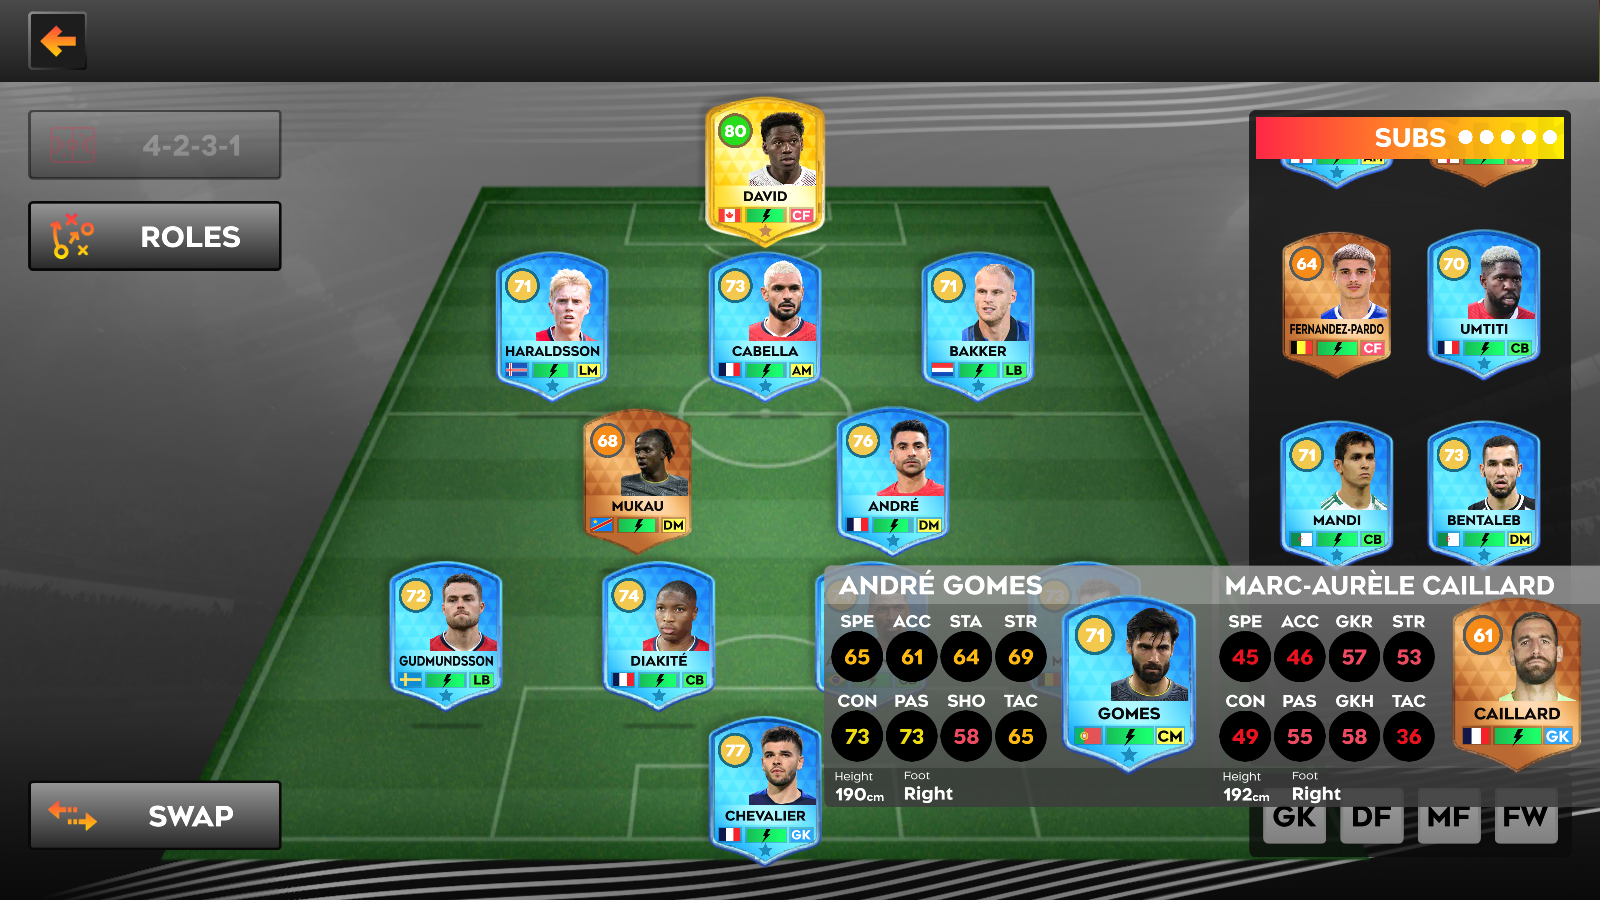 4-2-3-1
ROLES
SWAP
80
DAVID
CF
71
HARALDSSON
LM
73
CABELLA
AM
71
BAKKER
LB
68
MUKAU
DM
76
ANDRÉ
DM
72
GUDMUNDSSON
LB
74
DIAKITÉ
CB
77
CHEVALIER
GK
SUBS
64
FERNANDEZ-PARDO
CF
70
UMTITI
CB
71
MANDI
CB
73
BENTALEB
DM
ANDRÉ GOMES
SPE ACC STA STR
65 61 64 69
CON PAS SHO TAC
73 73 58 65
Height Foot
190cm Right
71
GOMES
CM
MARC-AURÈLE CAILLARD
SPE ACC GKR STR
45 46 57 53
CON PAS GKH TAC
49 55 58 36
Height Foot
192cm Right
61
CAILLARD
GK
GK DF MF FW